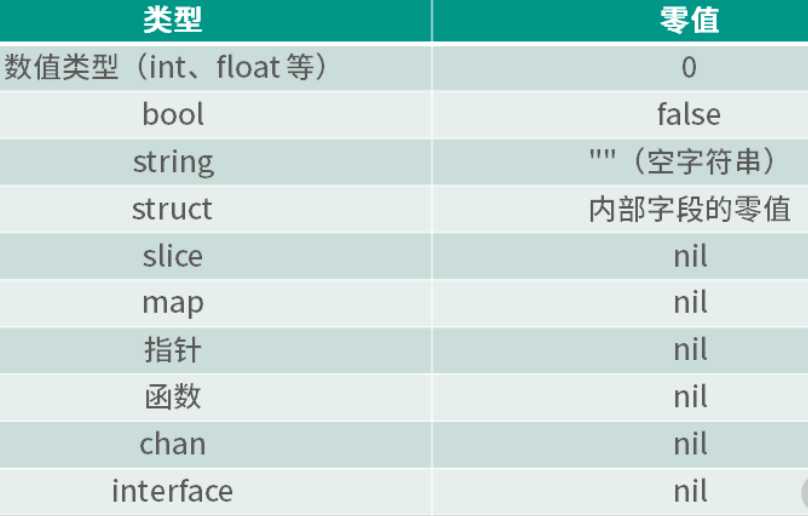 类型 零值
数值类型（int、float 等） 0
bool false
string ""（空字符串）
struct 内部字段的零值
slice nil
map nil
指针 nil
函数 nil
chan nil
interface nil